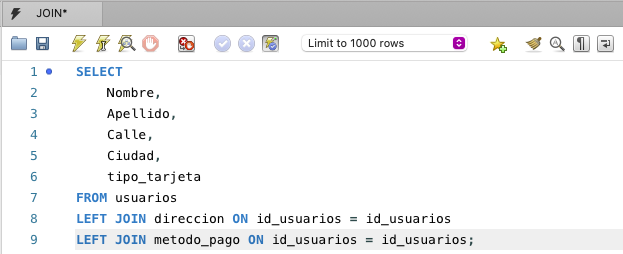 JOIN*
Limit to 1000 rows
1 SELECT
2 Nombre,
3 Apellido,
4 Calle,
5 Ciudad,
6 tipo_tarjeta
7 FROM usuarios
8 LEFT JOIN direccion ON id_usuarios = id_usuarios
9 LEFT JOIN metodo_pago ON id_usuarios = id_usuarios;